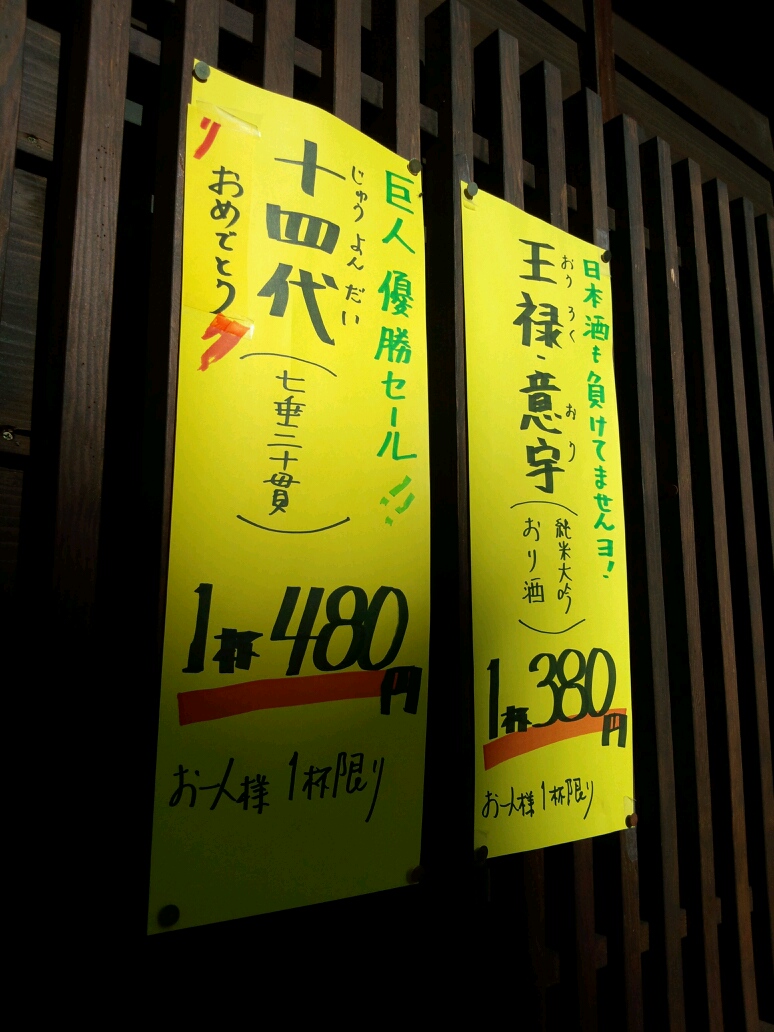 巨人 優勝セール!!
じゅうよんだい
十四代
(七垂二十貫)
おめでとう
1杯480円
お一人様 1杯限り
日本酒も負けてませんヨ!
おうろく おう
王禄・意宇
(純米大吟
おり酒)
1杯380円
お一人様 1杯限り